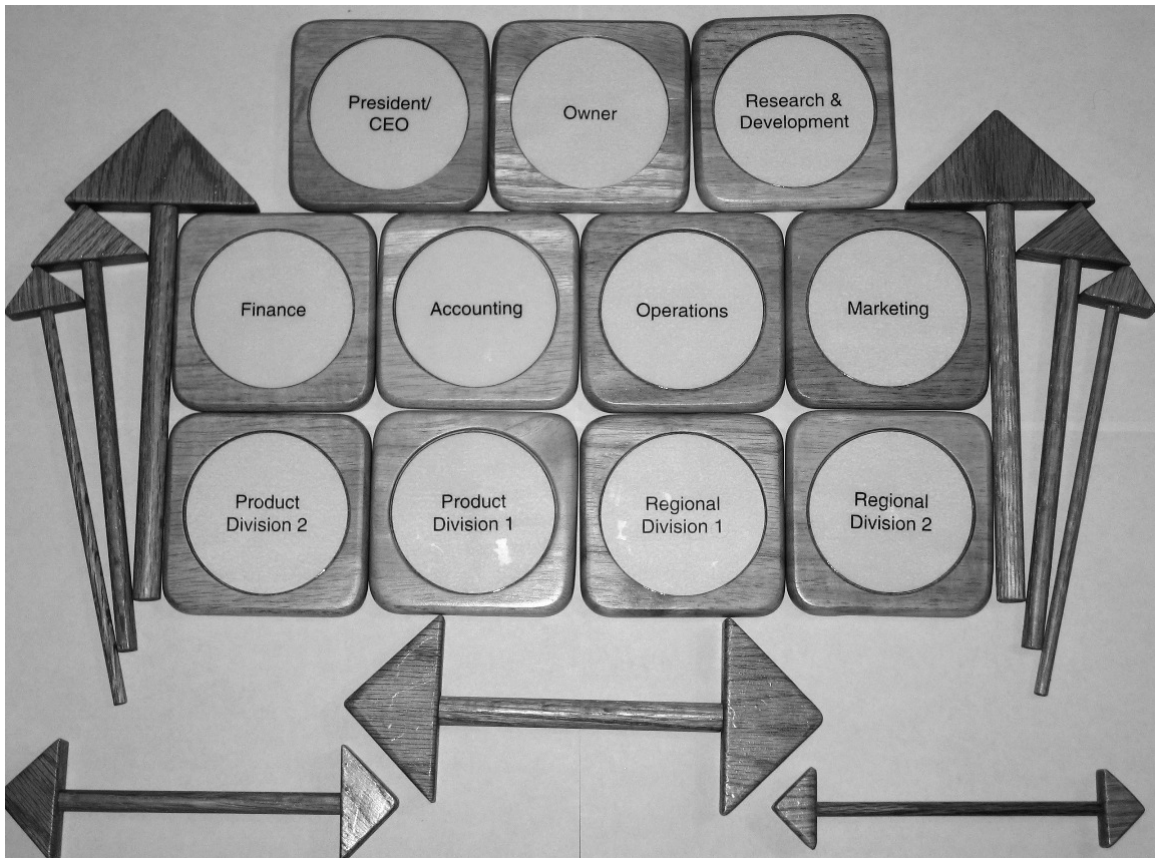 President/
CEO
Owner
Research &
Development
Finance
Accounting
Operations
Marketing
Product
Division 2
Product
Division 1
Regional
Division 1
Regional
Division 2